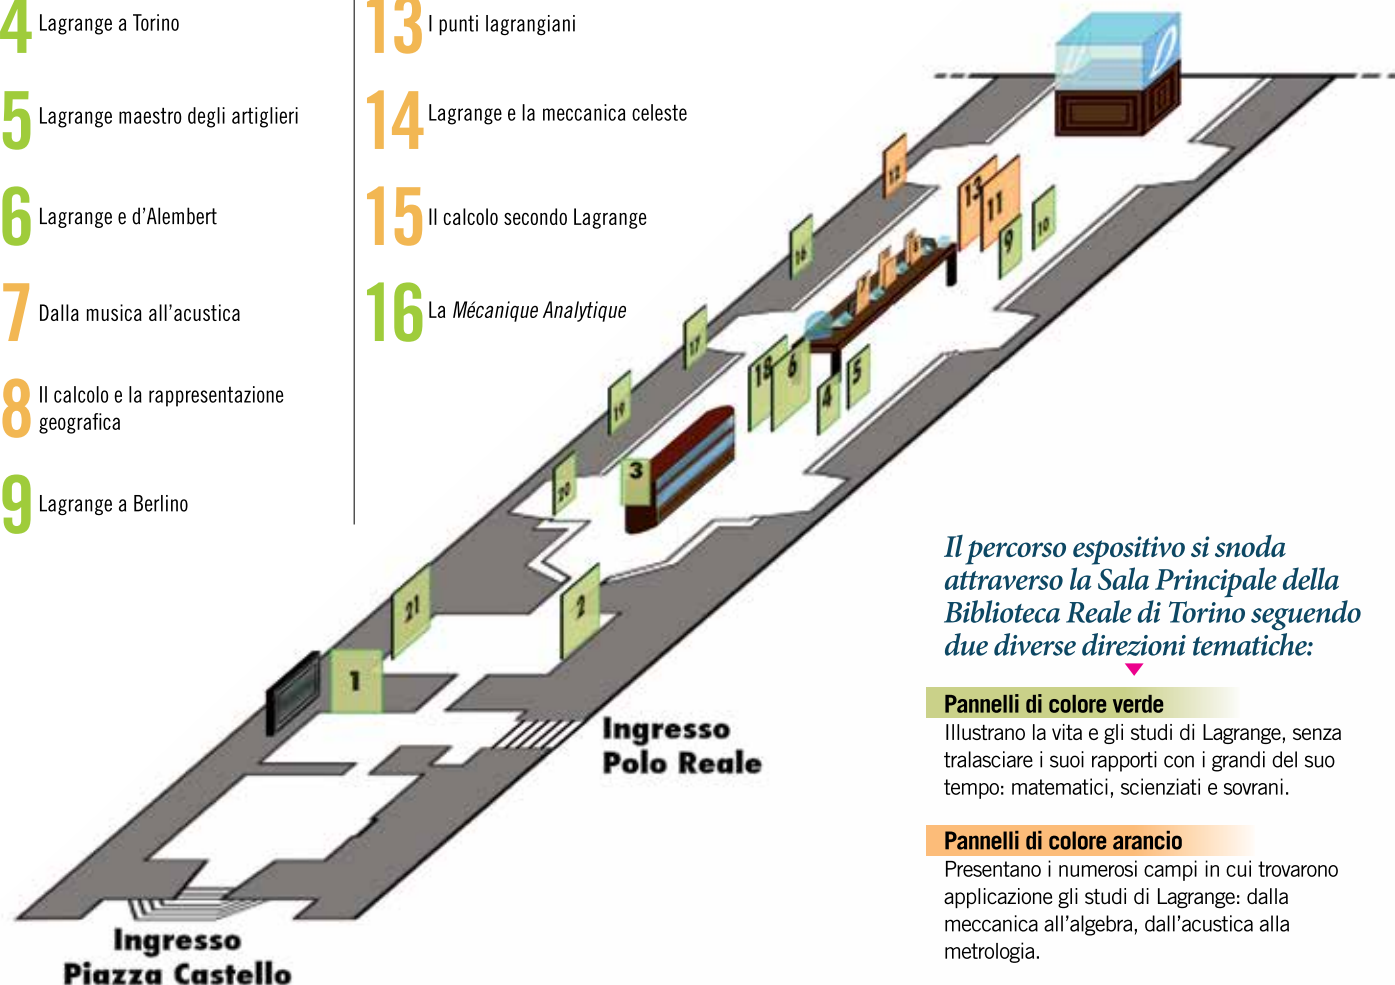 4 Lagrange a Torino
5 Lagrange maestro degli artiglieri
6 Lagrange e d’Alembert
7 Dalla musica all’acustica
8 Il calcolo e la rappresentazione
geografica
9 Lagrange a Berlino
13 I punti lagrangiani
14 Lagrange e la meccanica celeste
15 Il calcolo secondo Lagrange
16 La Mécanique Analytique
12
13
11
10
9
16
17
18
6
5
4
7
19
3
20
21
2
1
Ingresso
Polo Reale
Ingresso
Piazza Castello
Il percorso espositivo si snoda
attraverso la Sala Principale della
Biblioteca Reale di Torino seguendo
due diverse direzioni tematiche:
Pannelli di colore verde
Illustrano la vita e gli studi di Lagrange, senza
tralasciare i suoi rapporti con i grandi del suo
tempo: matematici, scienziati e sovrani.
Pannelli di colore arancio
Presentano i numerosi campi in cui trovarono
applicazione gli studi di Lagrange: dalla
meccanica all’algebra, dall’acustica alla
metrologia.